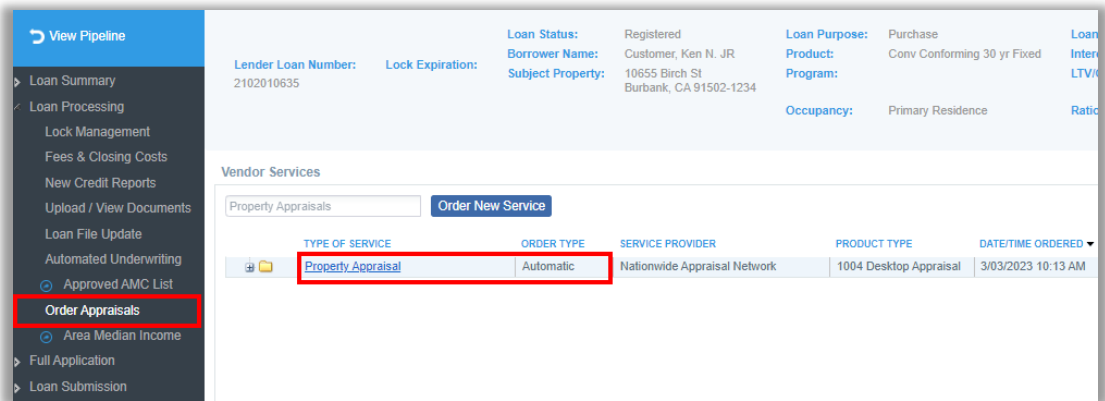 View Pipeline
Loan Summary
Loan Processing
Lock Management
Fees & Closing Costs
New Credit Reports
Upload / View Documents
Loan File Update
Automated Underwriting
Approved AMC List
Order Appraisals
Area Median Income
Full Application
Loan Submission
Lender Loan Number:
2102010635
Lock Expiration:
Loan Status: Registered
Borrower Name: Customer, Ken N. JR
Subject Property: 10655 Birch St
Burbank, CA 91502-1234
Loan Purpose: Purchase
Product: Conv Conforming 30 yr Fixed
Program:
Occupancy: Primary Residence
Loan
Inter
LTV/
Ratio
Vendor Services
Property Appraisals Order New Service
TYPE OF SERVICE ORDER TYPE SERVICE PROVIDER PRODUCT TYPE DATE/TIME ORDERED
Property Appraisal Automatic Nationwide Appraisal Network 1004 Desktop Appraisal 3/03/2023 10:13 AM